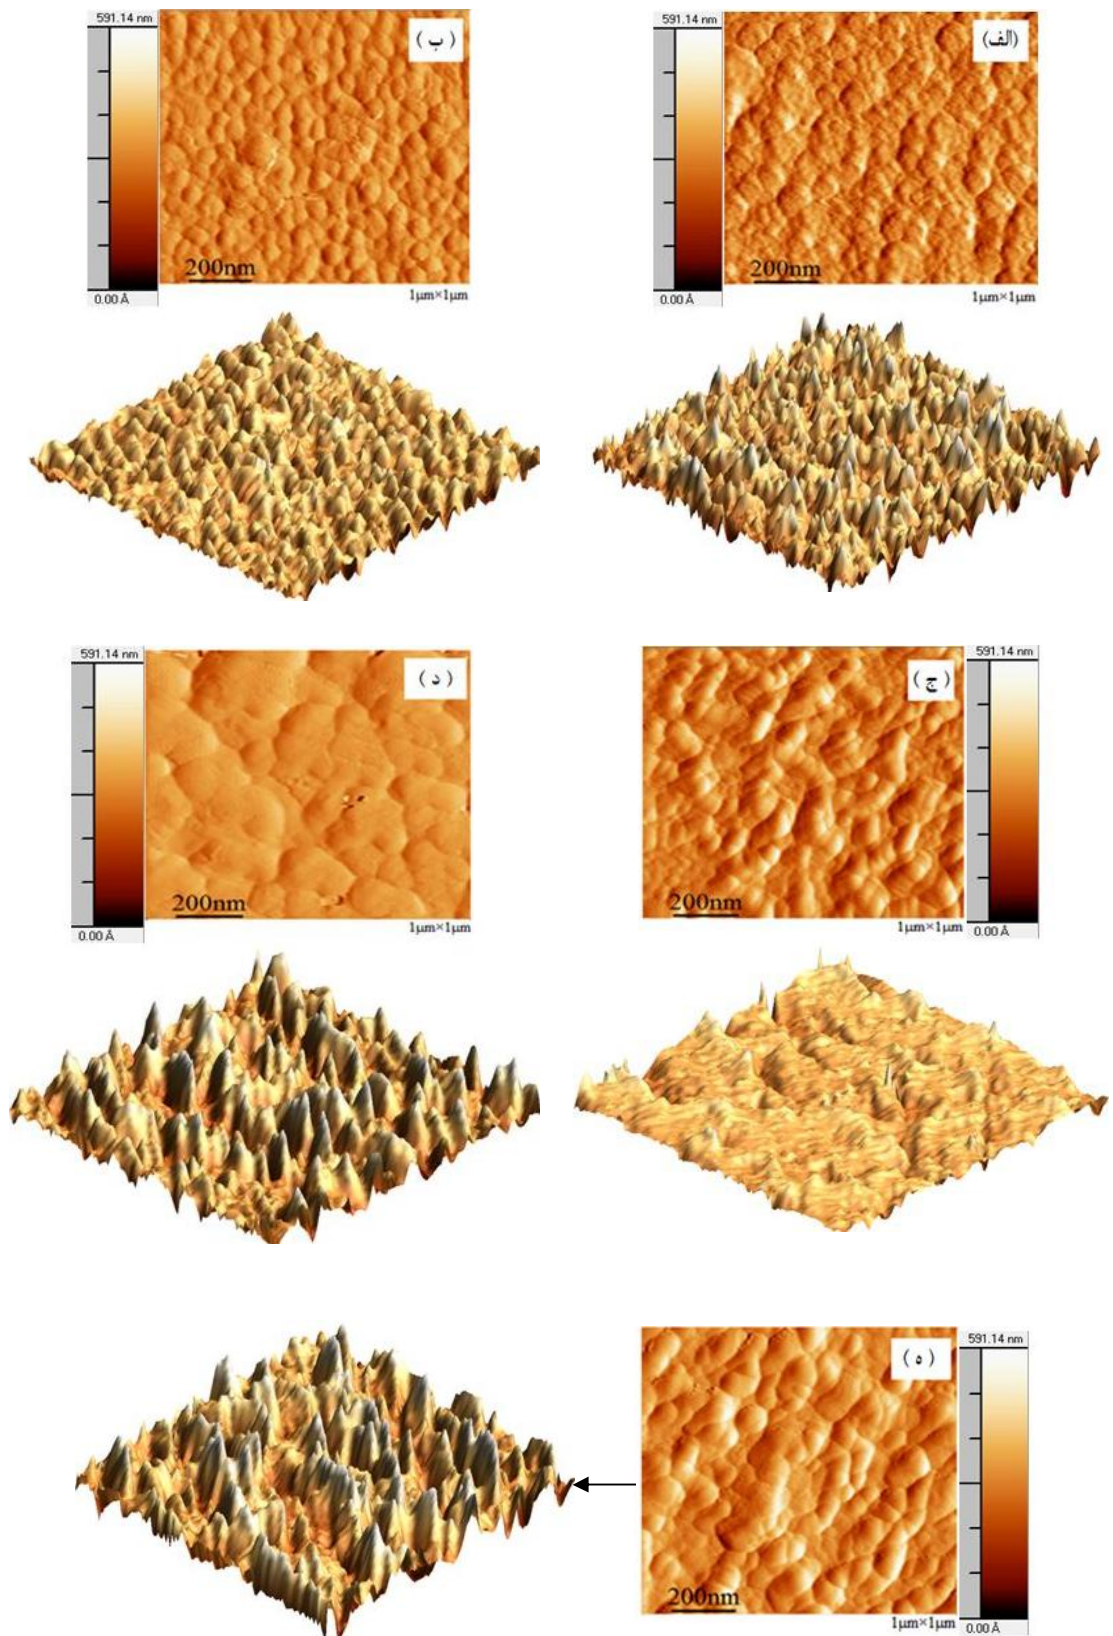 591.14 nm
(الف)
200nm
0.00 Å
1µm×1µm
591.14 nm
( ب )
200nm
0.00 Å
1µm×1µm
591.14 nm
( ج )
200nm
0.00 Å
1µm×1µm
591.14 nm
( د )
200nm
0.00 Å
1µm×1µm
591.14 nm
( ه )
200nm
0.00 Å
1µm×1µm